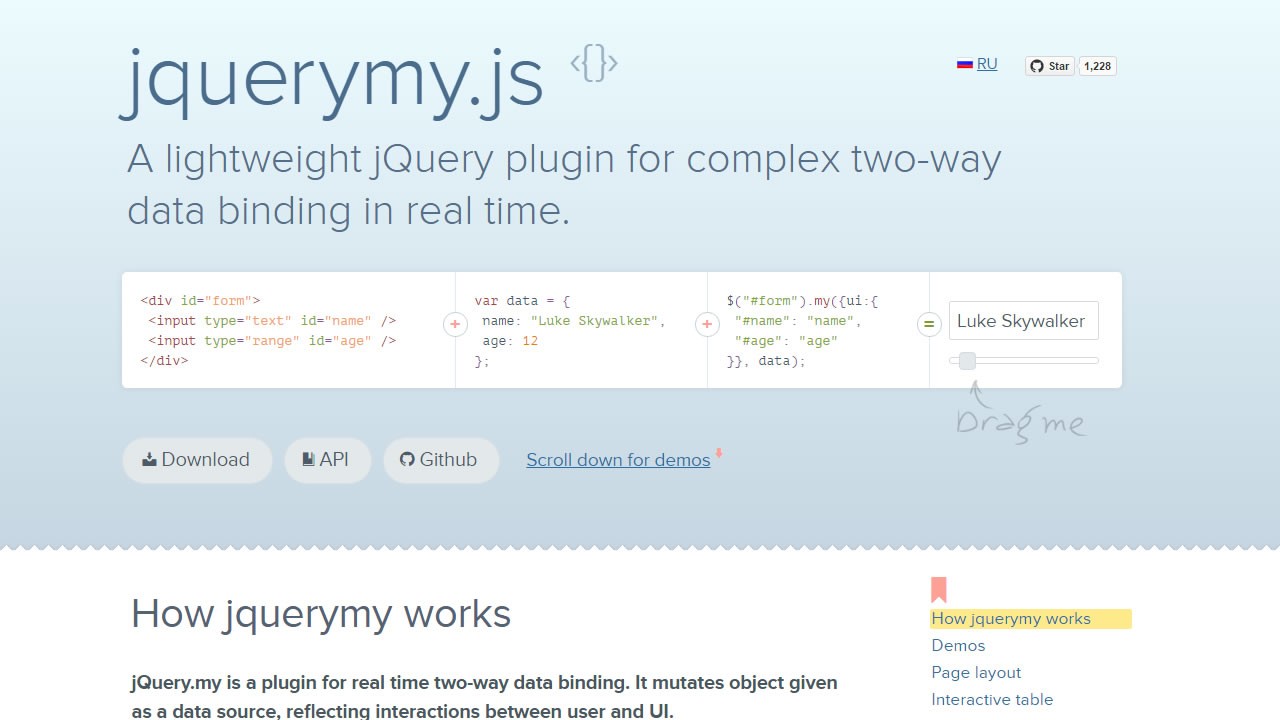 jquerymy.js ‹{}›
RU
Star 1,228
A lightweight jQuery plugin for complex two-way
data binding in real time.
<div id="form">
 <input type="text" id="name" />
 <input type="range" id="age" />
</div>
+
var data = {
 name: "Luke Skywalker",
 age: 12
};
+
$("#form").my({ui:{
 "#name": "name",
 "#age": "age"
}}, data);
=
Luke Skywalker
Drag me
Download
API
Github
Scroll down for demos
How jquerymy works
jQuery.my is a plugin for real time two-way data binding. It mutates object given
as a data source, reflecting interactions between user and UI.
How jquerymy works
Demos
Page layout
Interactive table